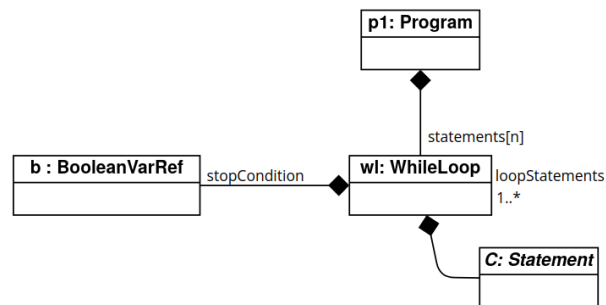 p1: Program
statements[n]
b : BooleanVarRef
stopCondition
wl: WhileLoop
loopStatements
1..*
C: Statement